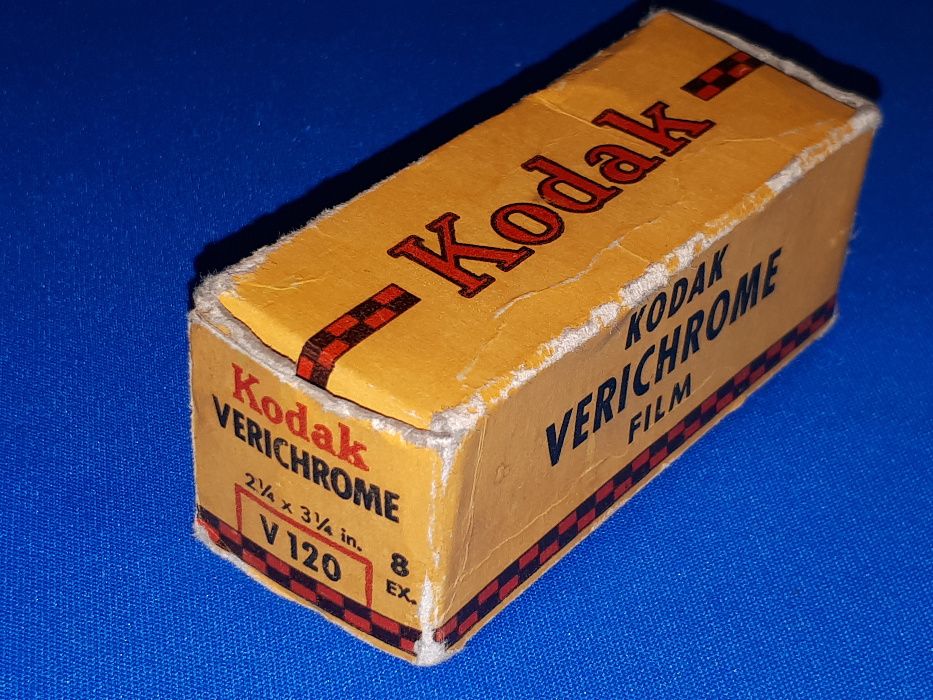 Kodak
KODAK
VERICHROME
FILM
Kodak
VERICHROME
2¼ x 3¼ in.
V 120
8
EX.